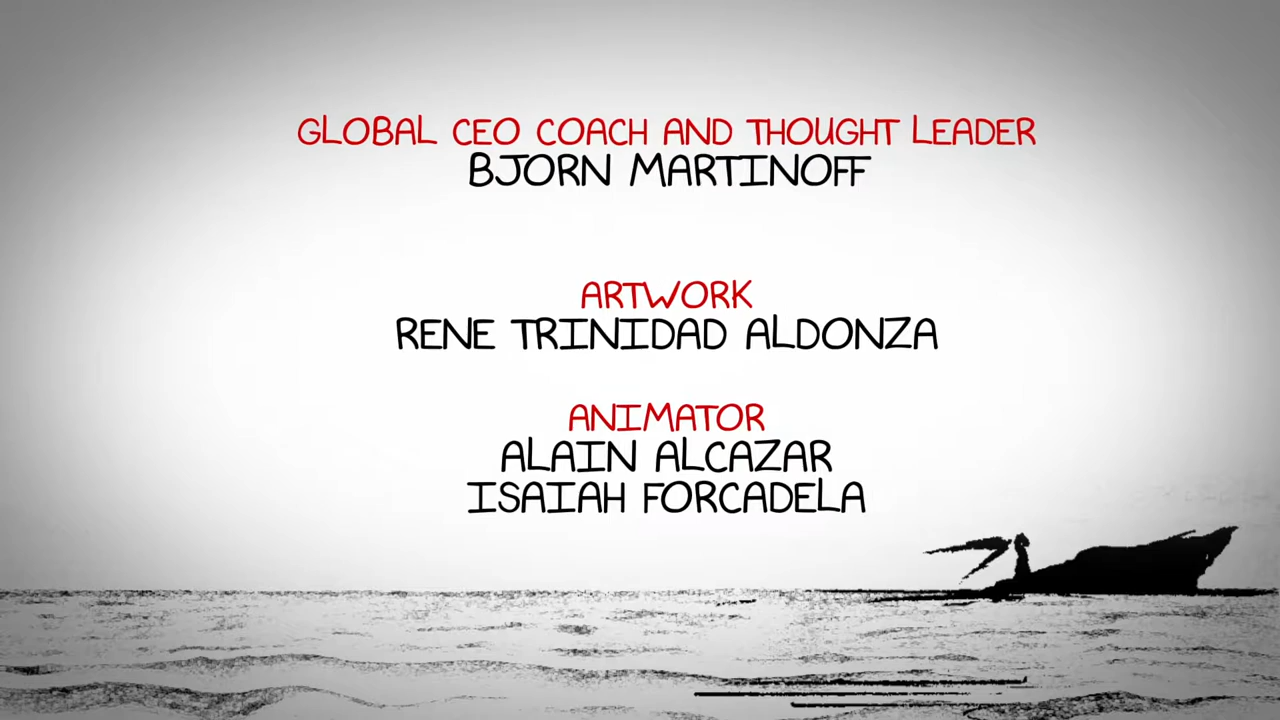 GLOBAL CEO COACH AND THOUGHT LEADER
BJORN MARTINOFF
ARTWORK
RENE TRINIDAD ALDONZA
ANIMATOR
ALAIN ALCAZAR
ISAIAH FORCADELA